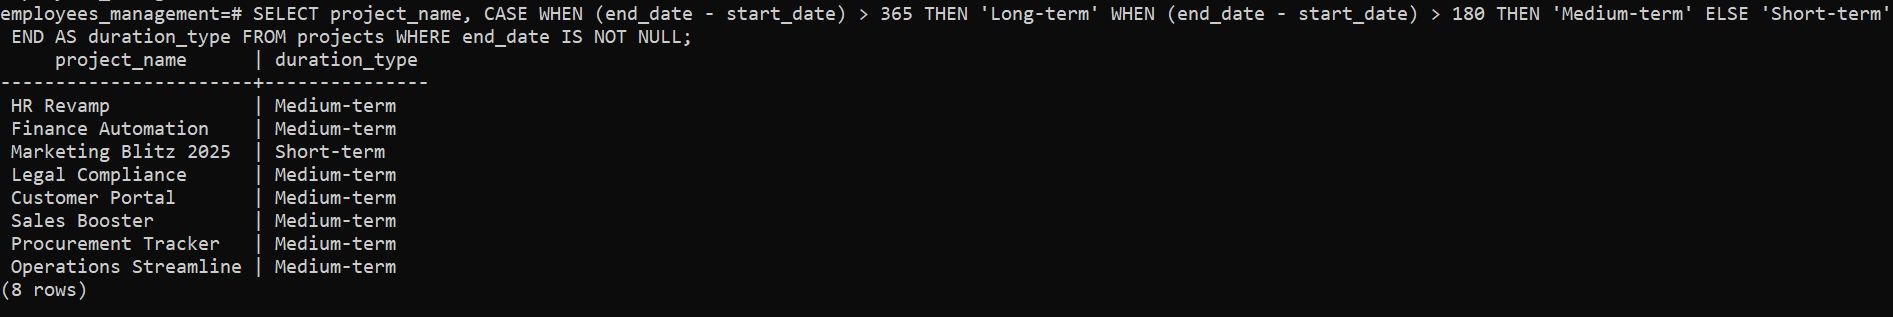 employees_management=# SELECT project_name, CASE WHEN (end_date - start_date) > 365 THEN 'Long-term' WHEN (end_date - start_date) > 180 THEN 'Medium-term' ELSE 'Short-term'
 END AS duration_type FROM projects WHERE end_date IS NOT NULL;
     project_name      | duration_type
-----------------------+---------------
 HR Revamp             | Medium-term
 Finance Automation    | Medium-term
 Marketing Blitz 2025  | Short-term
 Legal Compliance      | Medium-term
 Customer Portal       | Medium-term
 Sales Booster         | Medium-term
 Procurement Tracker   | Medium-term
 Operations Streamline | Medium-term
(8 rows)